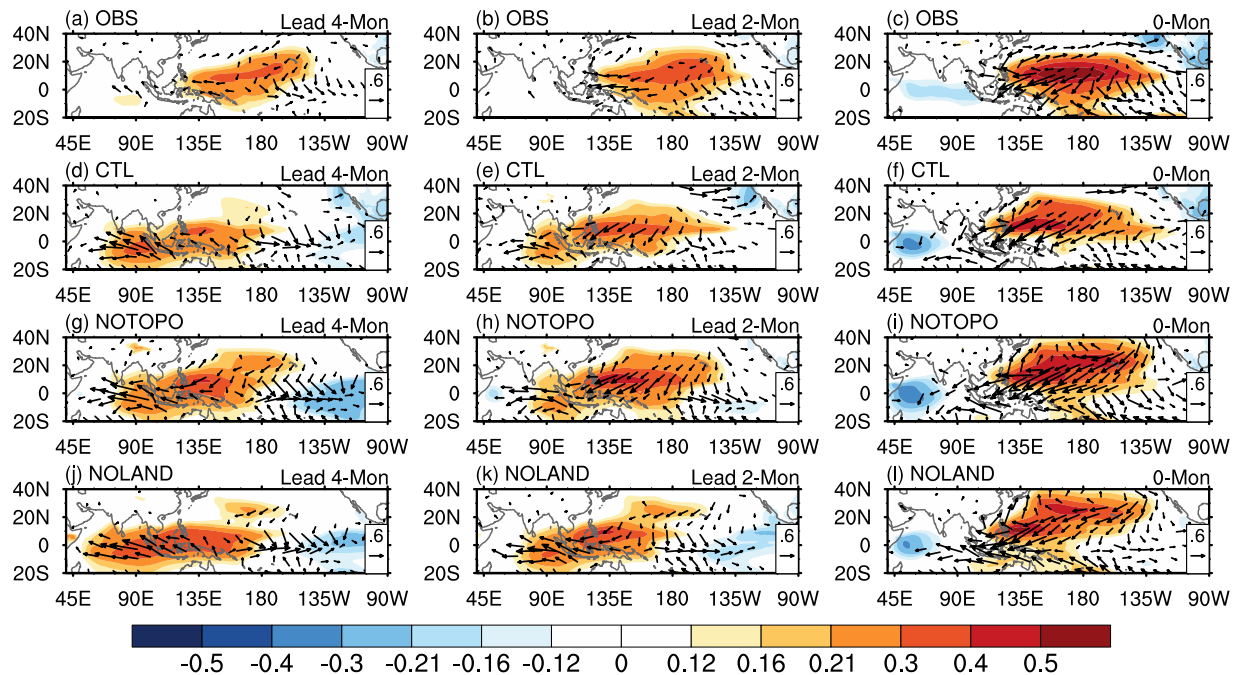 (a) OBS Lead 4-Mon (b) OBS Lead 2-Mon (c) OBS 0-Mon
40N 40N 40N
20N 20N 20N
.6 .6 .6
0 0 0
20S 20S 20S
45E 90E 135E 180 135W 90W 45E 90E 135E 180 135W 90W 45E 90E 135E 180 135W 90W
(d) CTL Lead 4-Mon (e) CTL Lead 2-Mon (f) CTL 0-Mon
40N 40N 40N
20N 20N 20N
.6 .6 .6
0 0 0
20S 20S 20S
45E 90E 135E 180 135W 90W 45E 90E 135E 180 135W 90W 45E 90E 135E 180 135W 90W
(g) NOTOPO Lead 4-Mon (h) NOTOPO Lead 2-Mon (i) NOTOPO 0-Mon
40N 40N 40N
20N 20N 20N
.6 .6 .6
0 0 0
20S 20S 20S
45E 90E 135E 180 135W 90W 45E 90E 135E 180 135W 90W 45E 90E 135E 180 135W 90W
(j) NOLAND Lead 4-Mon (k) NOLAND Lead 2-Mon (l) NOLAND 0-Mon
40N 40N 40N
20N 20N 20N
.6 .6 .6
0 0 0
20S 20S 20S
45E 90E 135E 180 135W 90W 45E 90E 135E 180 135W 90W 45E 90E 135E 180 135W 90W
-0.5 -0.4 -0.3 -0.21 -0.16 -0.12 0 0.12 0.16 0.21 0.3 0.4 0.5